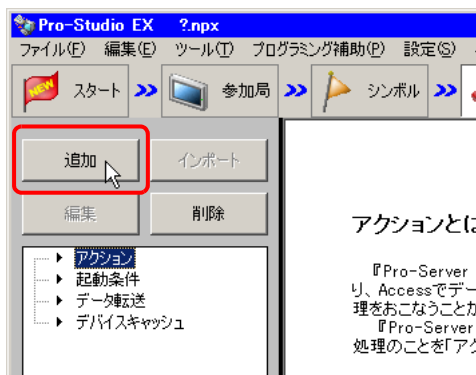 Pro-Studio EX ?.npx
ファイル(F) 編集(E) ツール(T) プログラミング補助(P) 設定(S)
NEW スタート 参加局 シンボル
追加 インポート
編集 削除
アクション
起動条件
データ転送
デバイスキャッシュ
アクションとは
『Pro-Server
り、Accessでデー
理をおこなうことが
『Pro-Server
処理のことを「アク